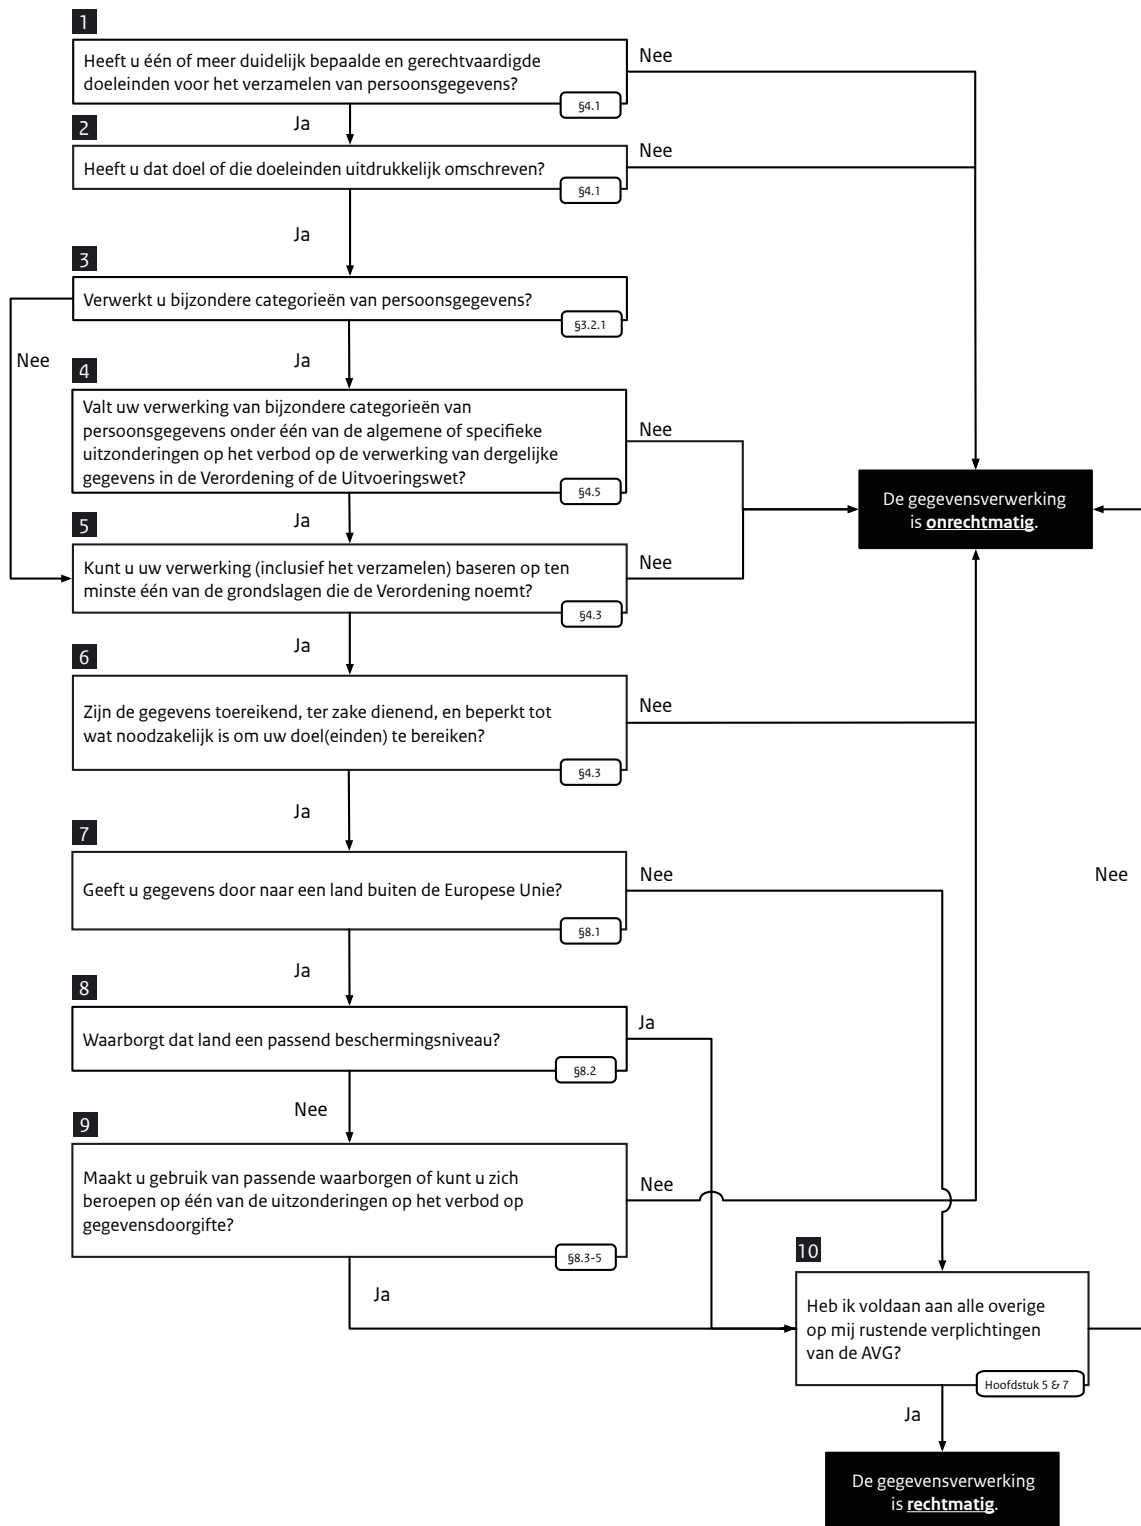 1
Heeft u één of meer duidelijk bepaalde en gerechtvaardigde
doeleinden voor het verzamelen van persoonsgegevens?
§4.1
Nee
Ja
2
Heeft u dat doel of die doeleinden uitdrukkelijk omschreven?
§4.1
Nee
Ja
3
Verwerkt u bijzondere categorieën van persoonsgegevens?
§3.2.1
Nee
Ja
4
Valt uw verwerking van bijzondere categorieën van
persoonsgegevens onder één van de algemene of specifieke
uitzonderingen op het verbod op de verwerking van dergelijke
gegevens in de Verordening of de Uitvoeringswet?
§4.5
Nee
Ja
De gegevensverwerking
is onrechtmatig.
5
Kunt u uw verwerking (inclusief het verzamelen) baseren op ten
minste één van de grondslagen die de Verordening noemt?
§4.3
Nee
Ja
6
Zijn de gegevens toereikend, ter zake dienend, en beperkt tot
wat noodzakelijk is om uw doel(einden) te bereiken?
§4.3
Nee
Ja
7
Geeft u gegevens door naar een land buiten de Europese Unie?
§8.1
Nee
Nee
Ja
8
Waarborgt dat land een passend beschermingsniveau?
§8.2
Ja
Nee
9
Maakt u gebruik van passende waarborgen of kunt u zich
beroepen op één van de uitzonderingen op het verbod op
gegevensdoorgifte?
§8.3-5
Nee
Ja
10
Heb ik voldaan aan alle overige
op mij rustende verplichtingen
van de AVG?
Hoofdstuk 5 & 7
Ja
De gegevensverwerking
is rechtmatig.